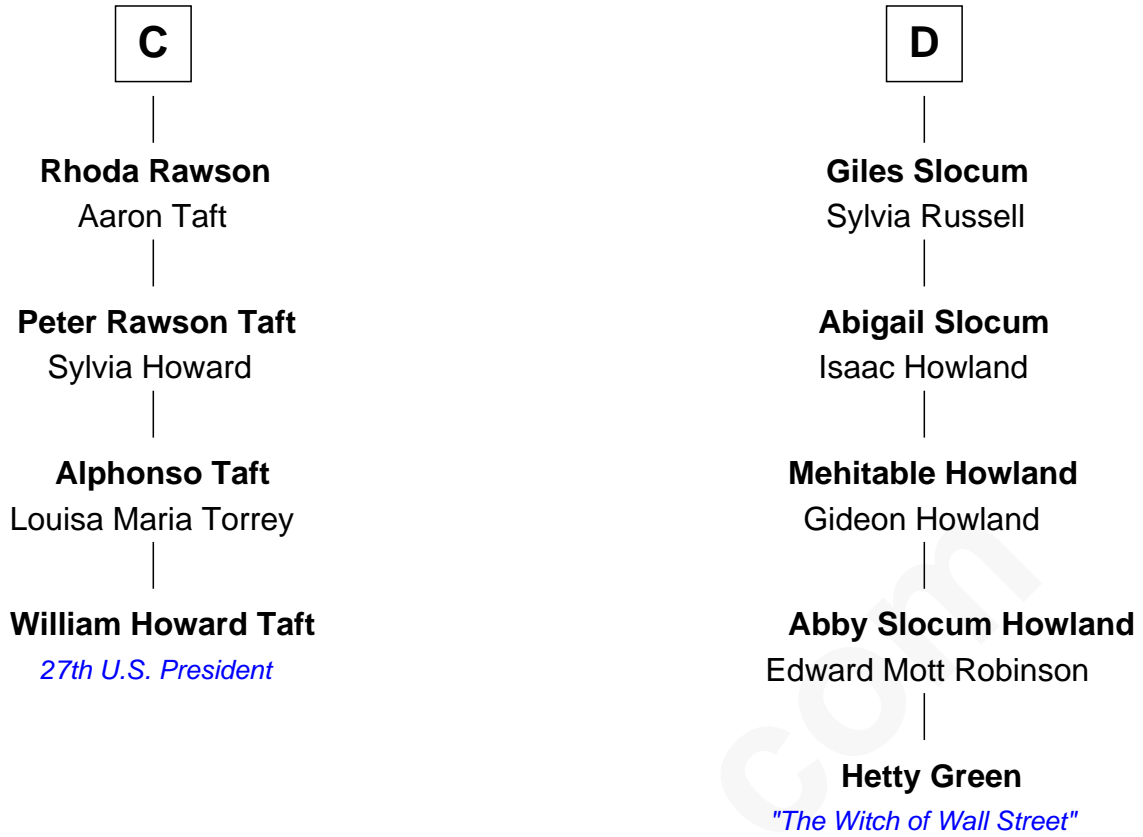 C
Rhoda Rawson
Aaron Taft
Peter Rawson Taft
Sylvia Howard
Alphonso Taft
Louisa Maria Torrey
William Howard Taft
27th U.S. President
D
Giles Slocum
Sylvia Russell
Abigail Slocum
Isaac Howland
Mehitable Howland
Gideon Howland
Abby Slocum Howland
Edward Mott Robinson
Hetty Green
"The Witch of Wall Street"
com